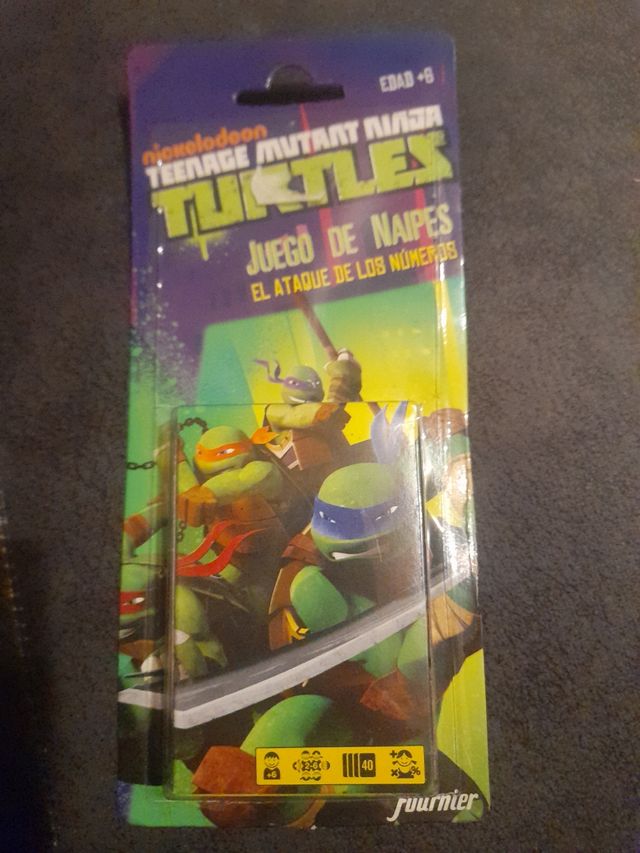 EDAD +6
nickelodeon
TEENAGE MUTANT NINJA
TURTLES
JUEGO DE NAIPES
EL ATAQUE DE LOS NÚMEROS
+6
40
+
x %
fournier